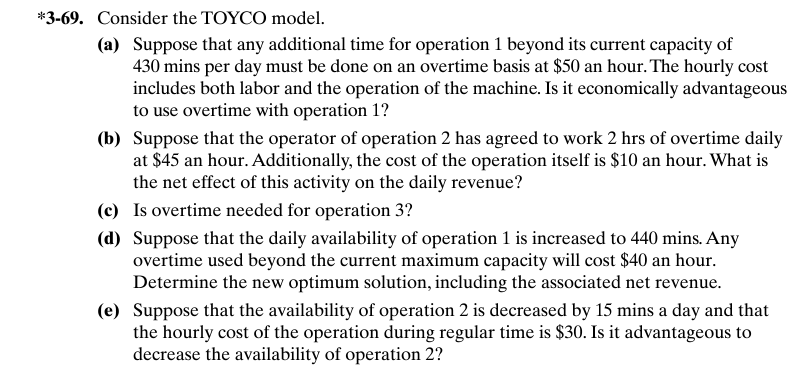 *3-69. Consider the TOYCO model.
(a) Suppose that any additional time for operation 1 beyond its current capacity of
430 mins per day must be done on an overtime basis at $50 an hour. The hourly cost
includes both labor and the operation of the machine. Is it economically advantageous
to use overtime with operation 1?
(b) Suppose that the operator of operation 2 has agreed to work 2 hrs of overtime daily
at $45 an hour. Additionally, the cost of the operation itself is $10 an hour. What is
the net effect of this activity on the daily revenue?
(c) Is overtime needed for operation 3?
(d) Suppose that the daily availability of operation 1 is increased to 440 mins. Any
overtime used beyond the current maximum capacity will cost $40 an hour.
Determine the new optimum solution, including the associated net revenue.
(e) Suppose that the availability of operation 2 is decreased by 15 mins a day and that
the hourly cost of the operation during regular time is $30. Is it advantageous to
decrease the availability of operation 2?